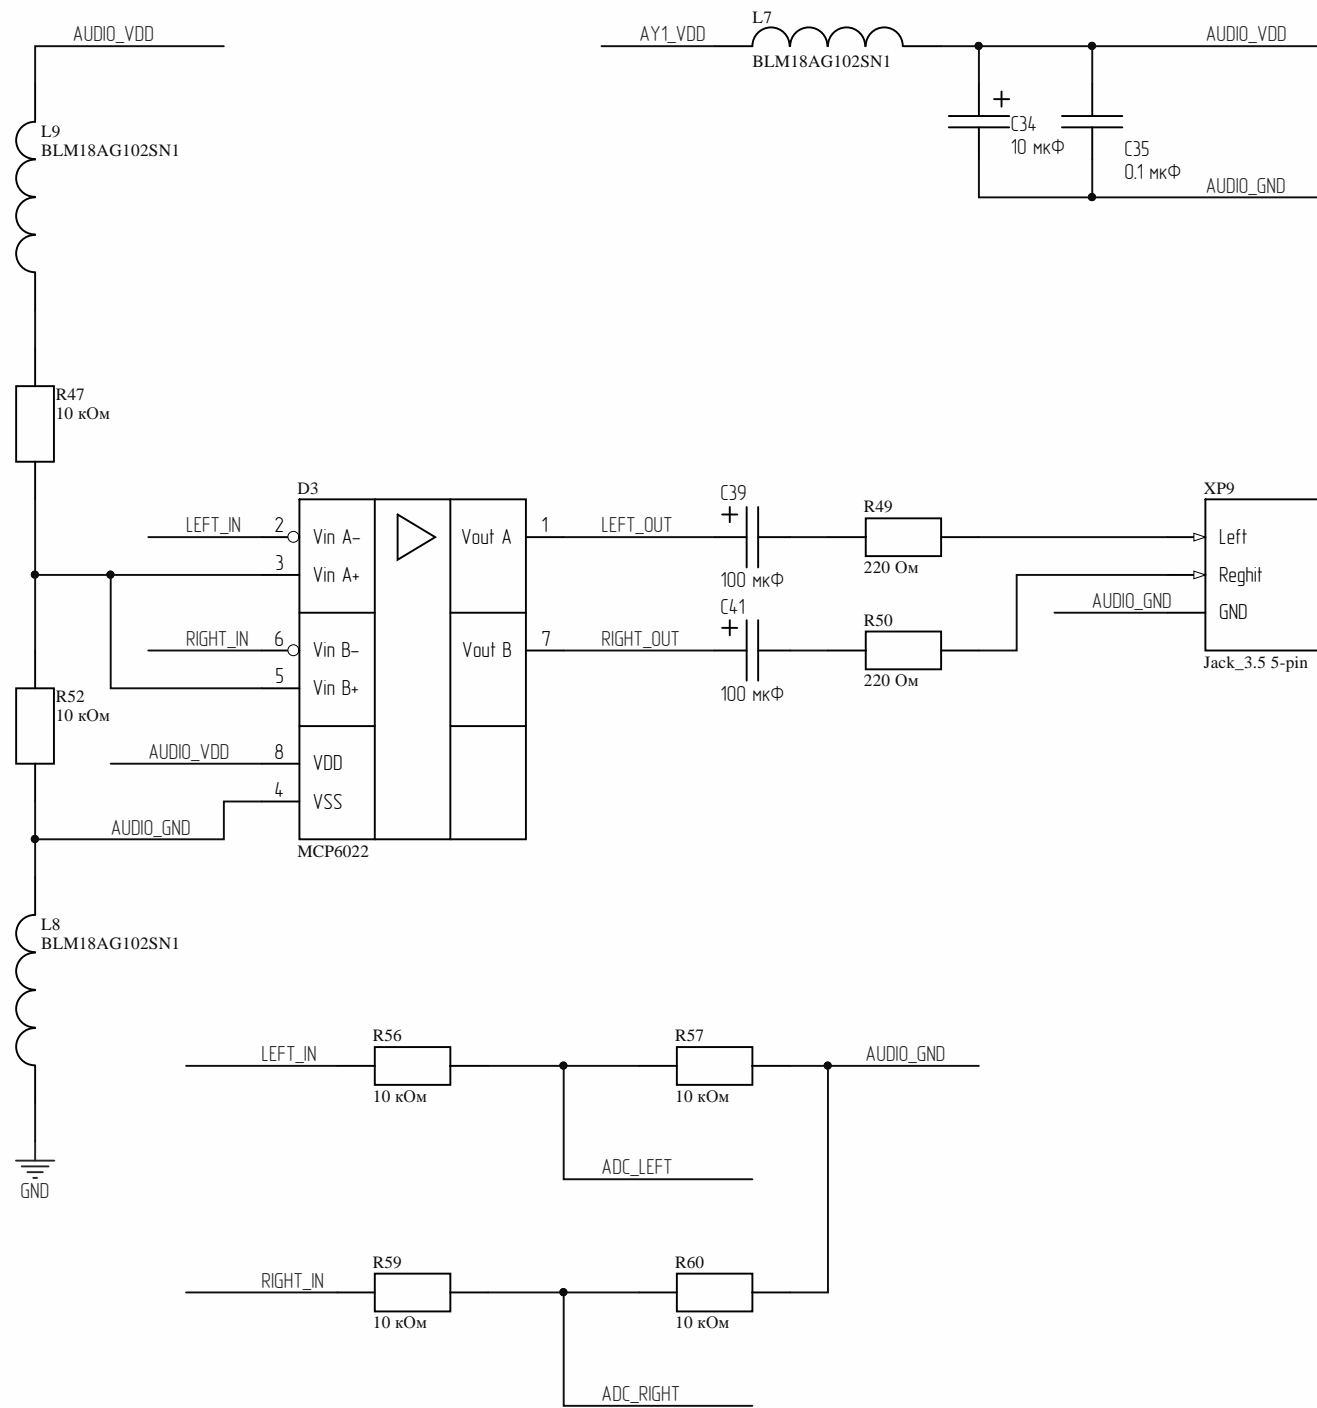 AUDIO_VDD
L7
AY1_VDD
BLM18AG102SN1
AUDIO_VDD
C34
10 мкФ
C35
0.1 мкФ
AUDIO_GND
L9
BLM18AG102SN1
R47
10 кОм
D3
LEFT_IN
2
Vin A-
3
Vin A+
RIGHT_IN
6
Vin B-
5
Vin B+
AUDIO_VDD
8
VDD
4
VSS
AUDIO_GND
MCP6022
Vout A
1
LEFT_OUT
Vout B
7
RIGHT_OUT
C39
+
100 мкФ
C41
+
100 мкФ
R49
220 Ом
R50
220 Ом
XP9
Left
Reghit
AUDIO_GND
GND
Jack_3.5 5-pin
R52
10 кОм
L8
BLM18AG102SN1
GND
LEFT_IN
R56
10 кОм
R57
10 кОм
AUDIO_GND
ADC_LEFT
RIGHT_IN
R59
10 кОм
R60
10 кОм
ADC_RIGHT